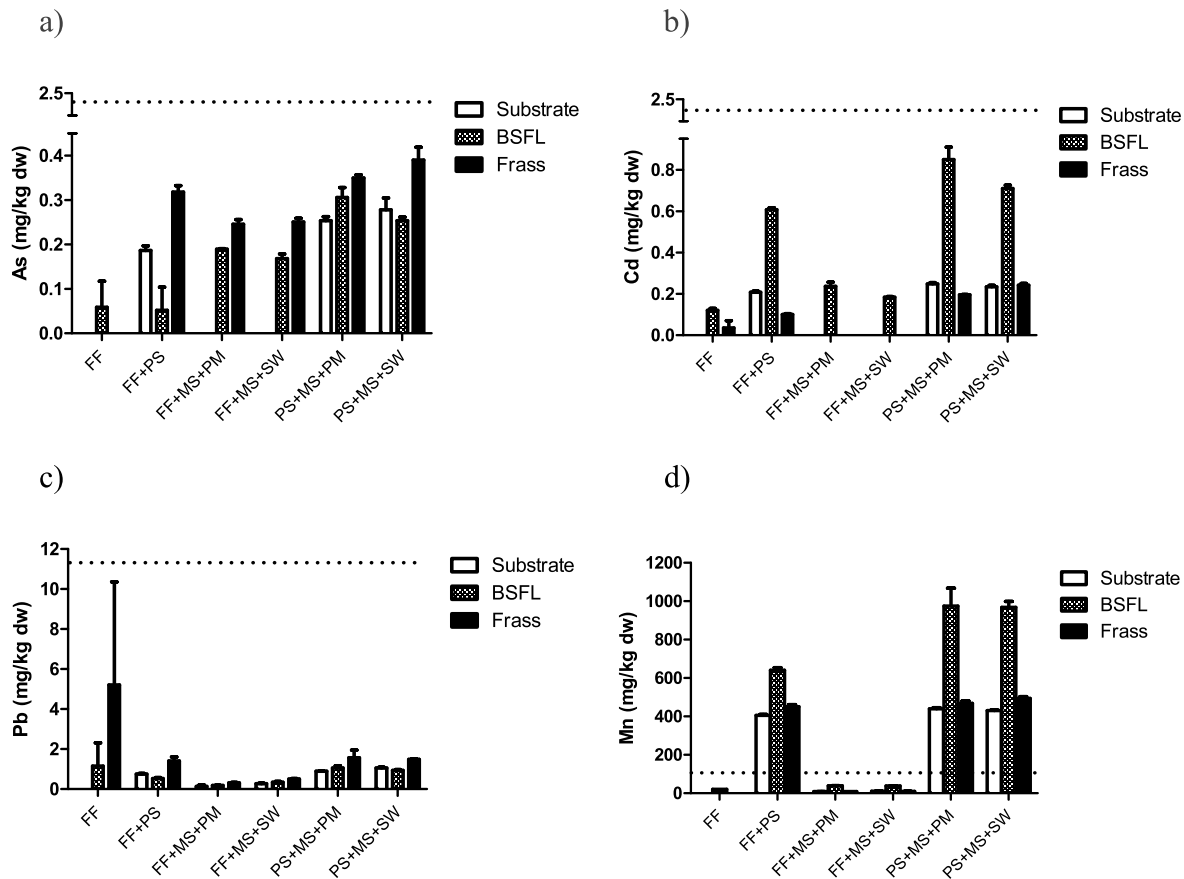 a)
2.5
0.4
0.3
0.2
0.1
0.0
As (mg/kg dw)
FF
FF+PS
FF+MS+PM
FF+MS+SW
PS+MS+PM
PS+MS+SW
Substrate
BSFL
Frass
b)
2.5
0.8
0.6
0.4
0.2
0.0
Cd (mg/kg dw)
FF
FF+PS
FF+MS+PM
FF+MS+SW
PS+MS+PM
PS+MS+SW
Substrate
BSFL
Frass
c)
12
10
8
6
4
2
0
Pb (mg/kg dw)
FF
FF+PS
FF+MS+PM
FF+MS+SW
PS+MS+PM
PS+MS+SW
Substrate
BSFL
Frass
d)
1200
1000
800
600
400
200
0
Mn (mg/kg dw)
FF
FF+PS
FF+MS+PM
FF+MS+SW
PS+MS+PM
PS+MS+SW
Substrate
BSFL
Frass